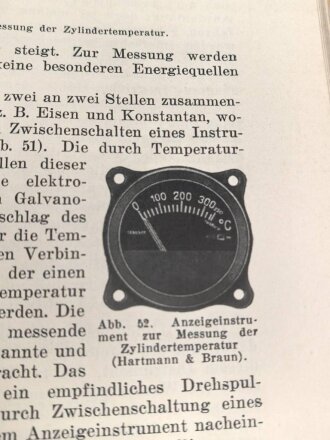 essung der Zylindertemperatur.
steigt. Zur Messung werden
keine besonderen Energiequellen
zwei an zwei Stellen zusammen-
z. B. Eisen und Konstantan, wo-
Zwischenschalten eines Instru-
b. 51). Die durch Temperatur-
llen dieser
e elektro-
Galvano-
schlag des
r die Tem-
en Verbin-
der einen
emperatur
erden. Die
messende
annte und
racht. Das
0 100 200 300
°C
Abb. 52. Anzeigeinstru-
ment zur Messung der
Zylindertemperatur
(Hartmann & Braun).
ein empfindliches Drehspul-
urch Zwischenschaltung eines
em Anzeigeinstrument nachein-